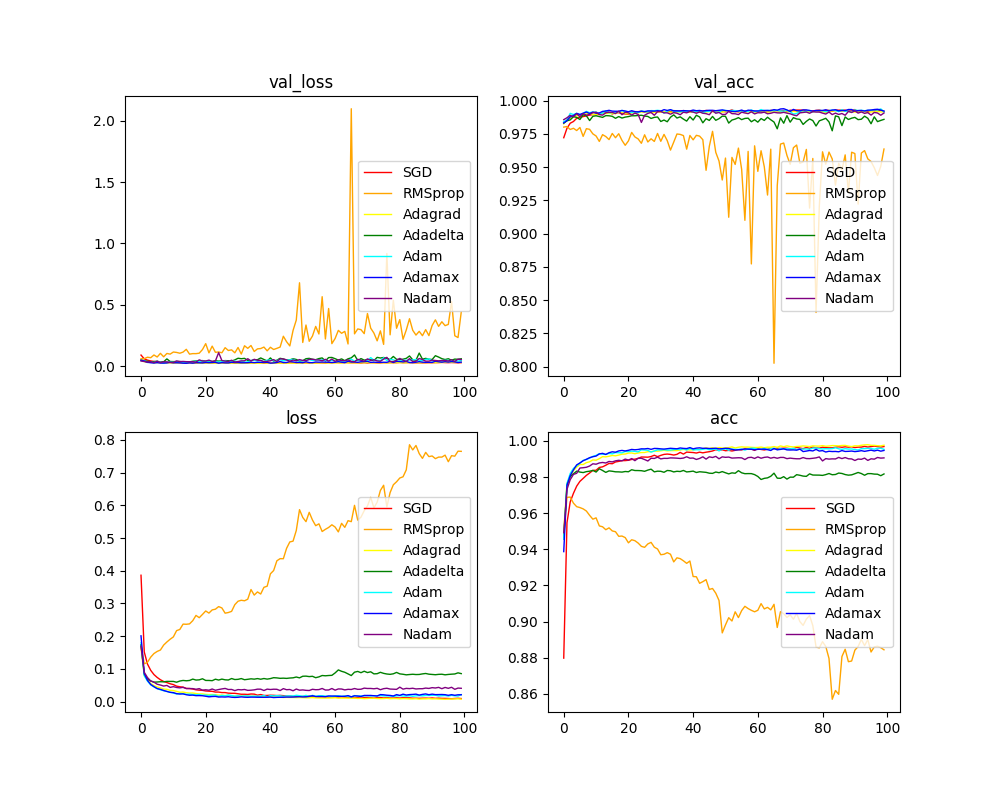 val_loss
2.0
1.5
1.0
0.5
0.0
0 20 40 60 80 100
SGD
RMSprop
Adagrad
Adadelta
Adam
Adamax
Nadam
val_acc
1.000
0.975
0.950
0.925
0.900
0.875
0.850
0.825
0.800
0 20 40 60 80 100
SGD
RMSprop
Adagrad
Adadelta
Adam
Adamax
Nadam
loss
0.8
0.7
0.6
0.5
0.4
0.3
0.2
0.1
0.0
0 20 40 60 80 100
SGD
RMSprop
Adagrad
Adadelta
Adam
Adamax
Nadam
acc
1.00
0.98
0.96
0.94
0.92
0.90
0.88
0.86
0 20 40 60 80 100
SGD
RMSprop
Adagrad
Adadelta
Adam
Adamax
Nadam